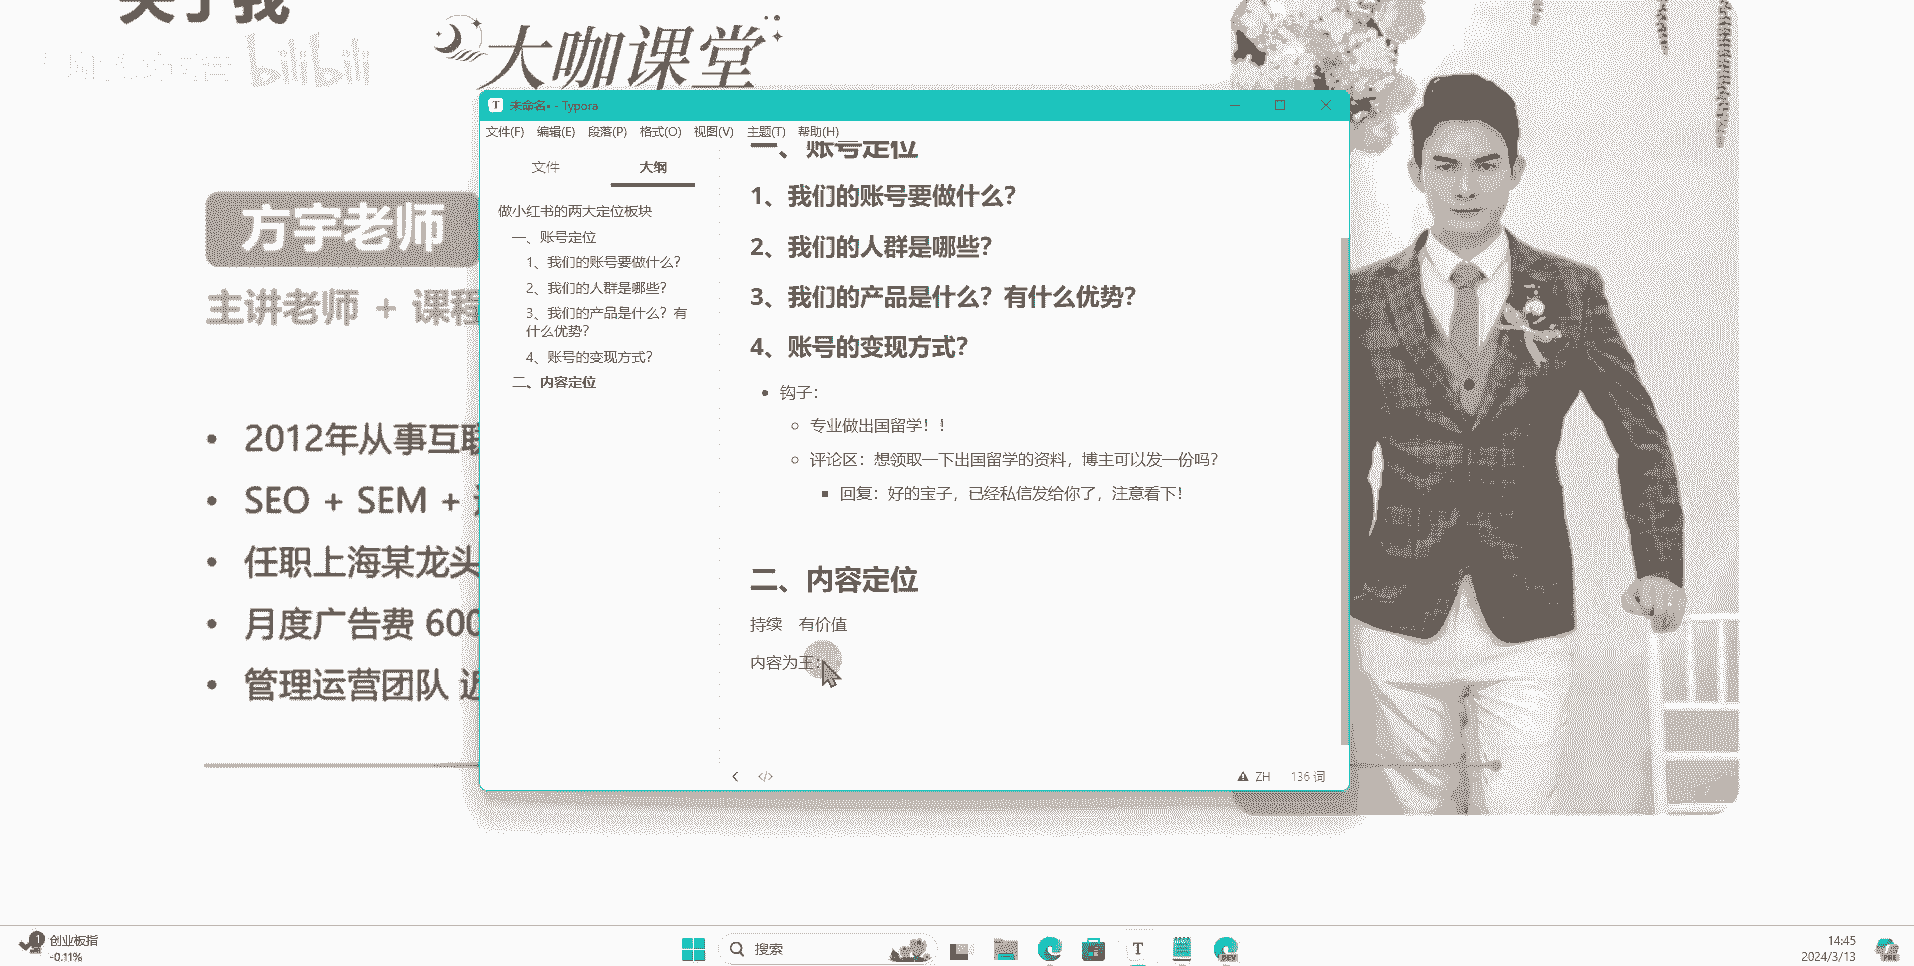 关于我
bilibili
大咖课堂
方宇老师
主讲老师 + 课程
2012年从事互联
SEO + SEM +
任职上海某龙头
月度广告费 600
管理运营团队 近
未命名• - Typora
文件(F) 编辑(E) 段落(P) 格式(O) 视图(V) 主题(T) 帮助(H)
文件 大纲
做小红书的两大定位板块
一、账号定位
1、我们的账号要做什么？
2、我们的人群是哪些？
3、我们的产品是什么？有
什么优势？
4、账号的变现方式？
二、内容定位
一、账号定位
1、我们的账号要做什么？
2、我们的人群是哪些？
3、我们的产品是什么？有什么优势？
4、账号的变现方式？
钩子：
专业做出国留学！！
评论区：想领取一下出国留学的资料，博主可以发一份吗？
回复：好的宝子，已经私信发给你了，注意看下！
二、内容定位
持续 有价值
内容为王：
ZH 136 词
1 创业板指
-0.11%
搜索
T
DEV
14:45
2024/3/13
PRE